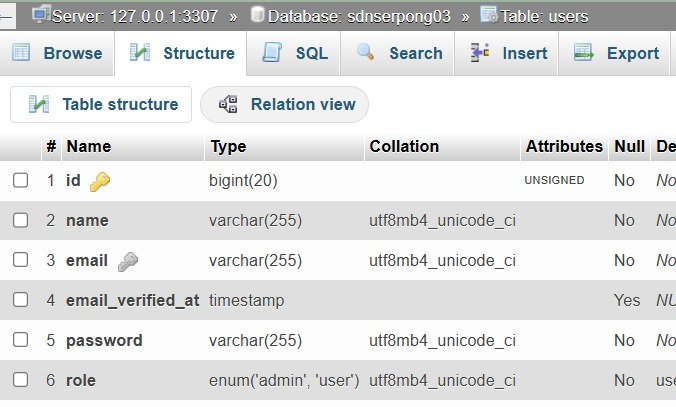 Server: 127.0.0.1:3307 » Database: sdnserpong03 » Table: users
Browse Structure SQL Search Insert Export
Table structure Relation view
# Name Type Collation Attributes Null De
1 id bigint(20) UNSIGNED No No
2 name varchar(255) utf8mb4_unicode_ci No No
3 email varchar(255) utf8mb4_unicode_ci No No
4 email_verified_at timestamp Yes NU
5 password varchar(255) utf8mb4_unicode_ci No No
6 role enum('admin', 'user') utf8mb4_unicode_ci No use